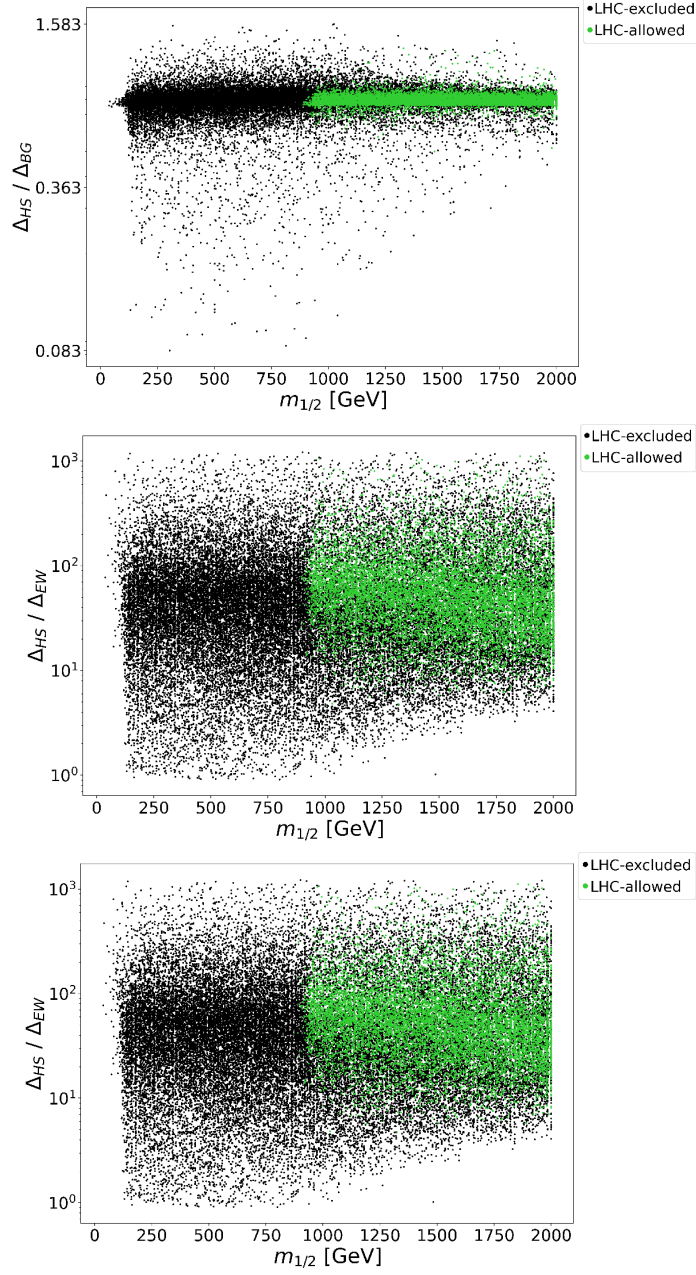 1.583
0.363
0.083
Δ_HS / Δ_BG
0 250 500 750 1000 1250 1500 1750 2000
m_1/2 [GeV]
LHC-excluded
LHC-allowed
10^3
10^2
10^1
10^0
Δ_HS / Δ_EW
0 250 500 750 1000 1250 1500 1750 2000
m_1/2 [GeV]
LHC-excluded
LHC-allowed
10^3
10^2
10^1
10^0
Δ_HS / Δ_EW
0 250 500 750 1000 1250 1500 1750 2000
m_1/2 [GeV]
LHC-excluded
LHC-allowed